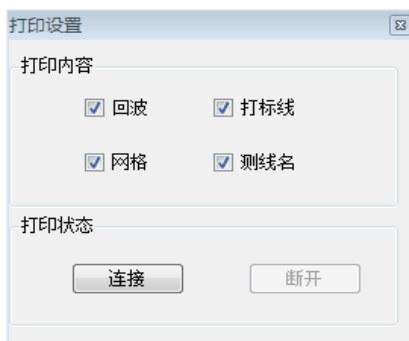 打印设置
打印内容
回波 打标线
网格 测线名
打印状态
连接 断开